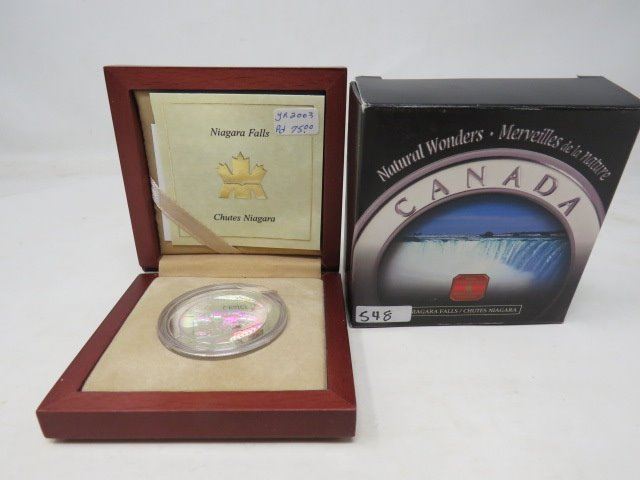 YR 2003
Pd 75.00
Niagara Falls
Chutes Niagara
Natural Wonders · Merveilles de la nature
CANADA
NIAGARA FALLS / CHUTES NIAGARA
548